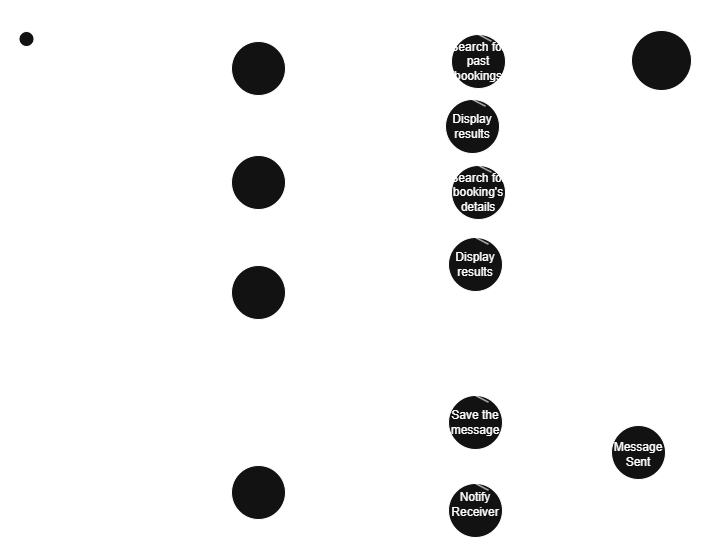 Search for
past
bookings
Display
results
Search for
booking's
details
Display
results
Save the
message
Message
Sent
Notify
Receiver